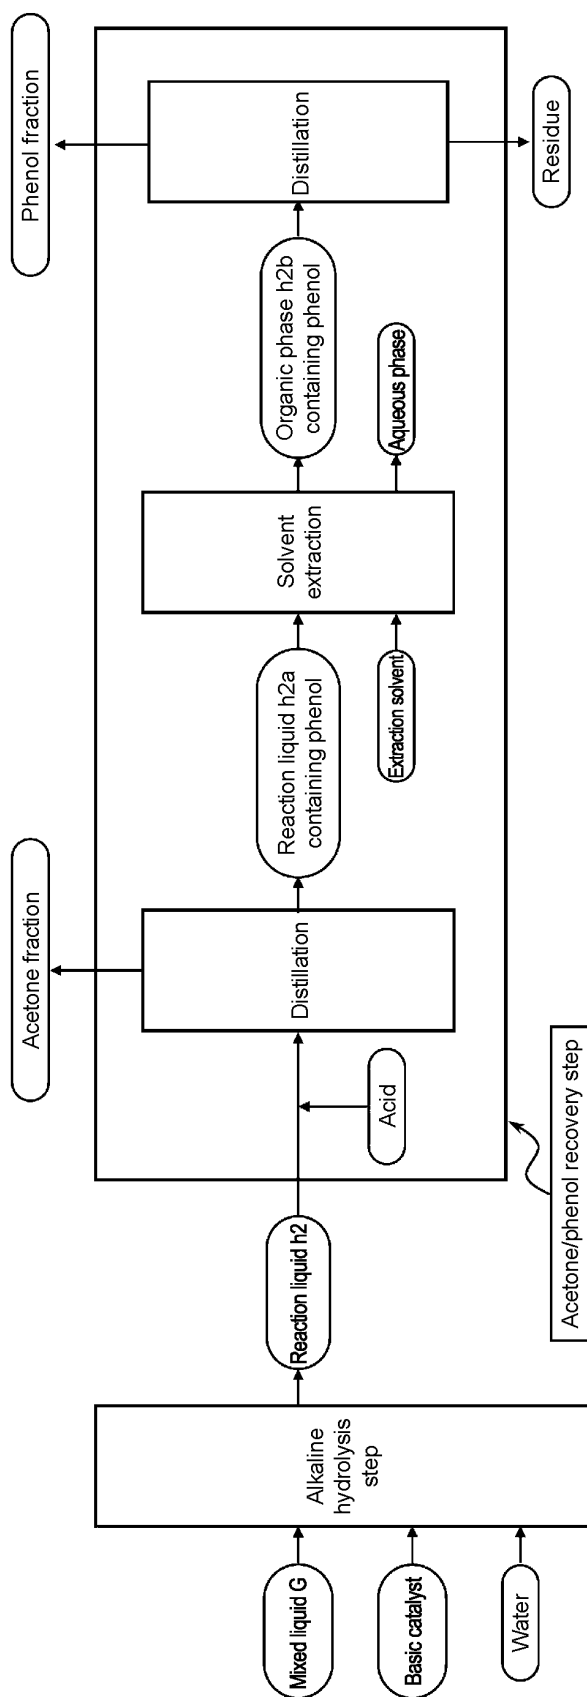 Mixed liquid G
Basic catalyst
Water
Alkaline
hydrolysis
step
Reaction liquid h2
Acid
Acetone/phenol recovery step
Acetone fraction
Distillation
Reaction liquid h2a
containing phenol
Extraction solvent
Solvent
extraction
Organic phase h2b
containing phenol
Aqueous phase
Phenol fraction
Distillation
Residue